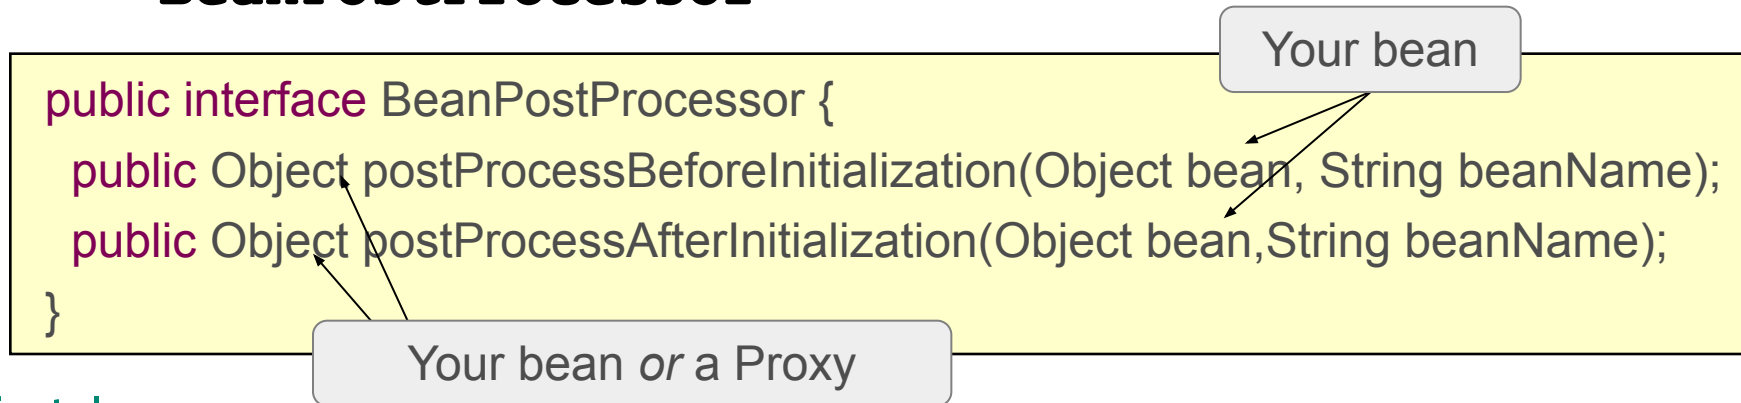 BeanPostProcessor
Your bean
public interface BeanPostProcessor {
public Object postProcessBeforeInitialization(Object bean, String beanName);
public Object postProcessAfterInitialization(Object bean,String beanName);
}
Your bean or a Proxy